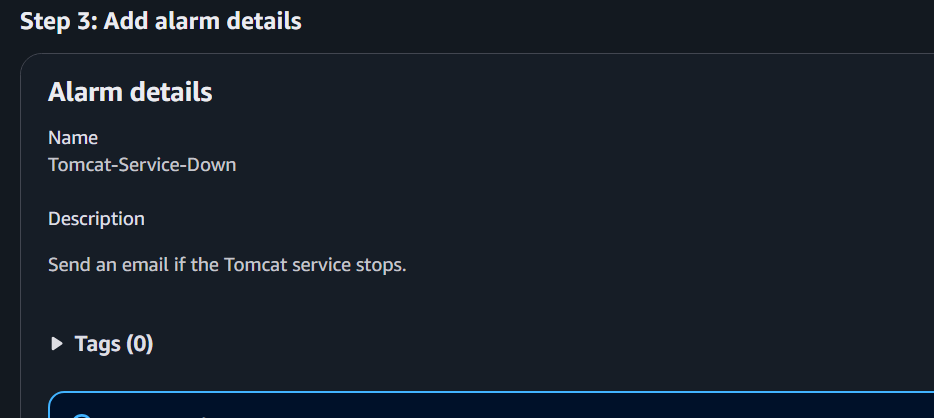 Step 3: Add alarm details
Alarm details
Name
Tomcat-Service-Down
Description
Send an email if the Tomcat service stops.
Tags (0)